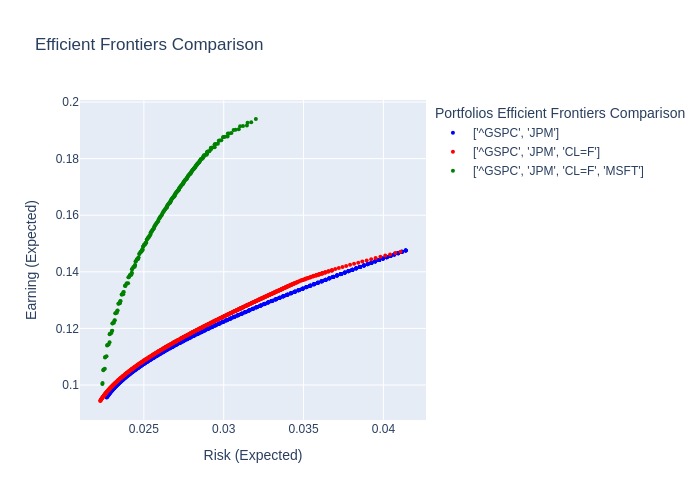 Efficient Frontiers Comparison
Portfolios Efficient Frontiers Comparison
['^GSPC', 'JPM']
['^GSPC', 'JPM', 'CL=F']
['^GSPC', 'JPM', 'CL=F', 'MSFT']
Earning (Expected)
0.2
0.18
0.16
0.14
0.12
0.1
0.025 0.03 0.035 0.04
Risk (Expected)